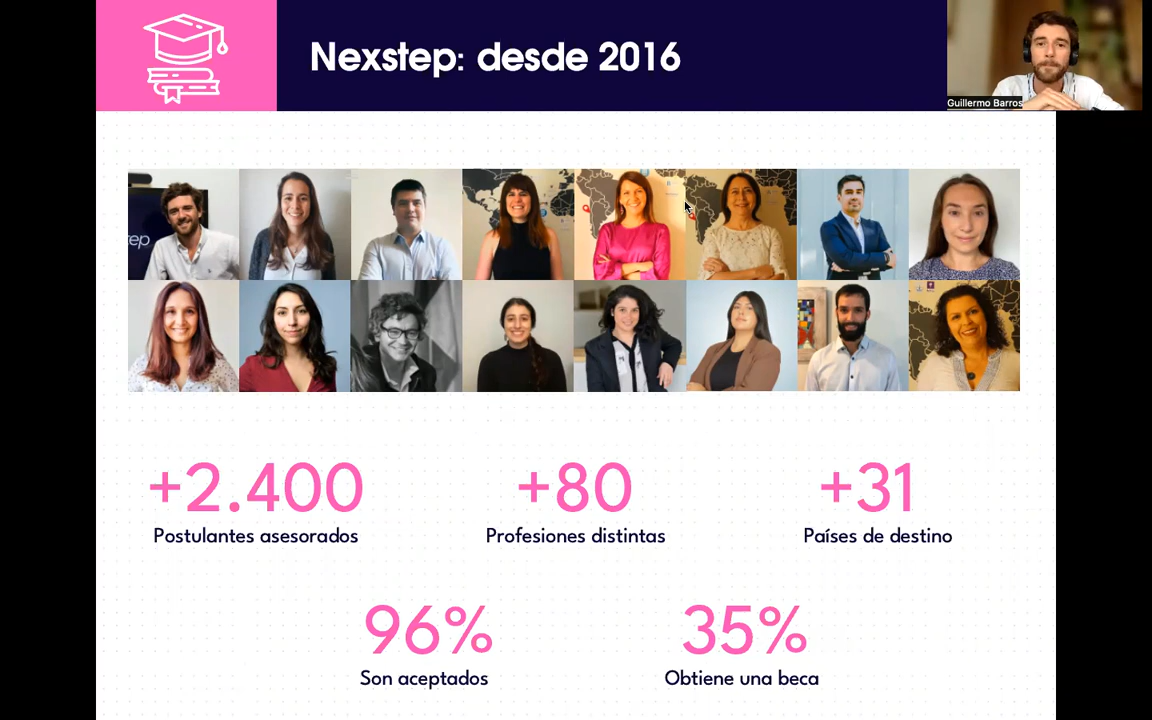 Nexstep: desde 2016
Guillermo Barros
ep
+2.400
+80
+31
Postulantes asesorados
Profesiones distintas
Países de destino
96%
35%
Son aceptados
Obtiene una beca